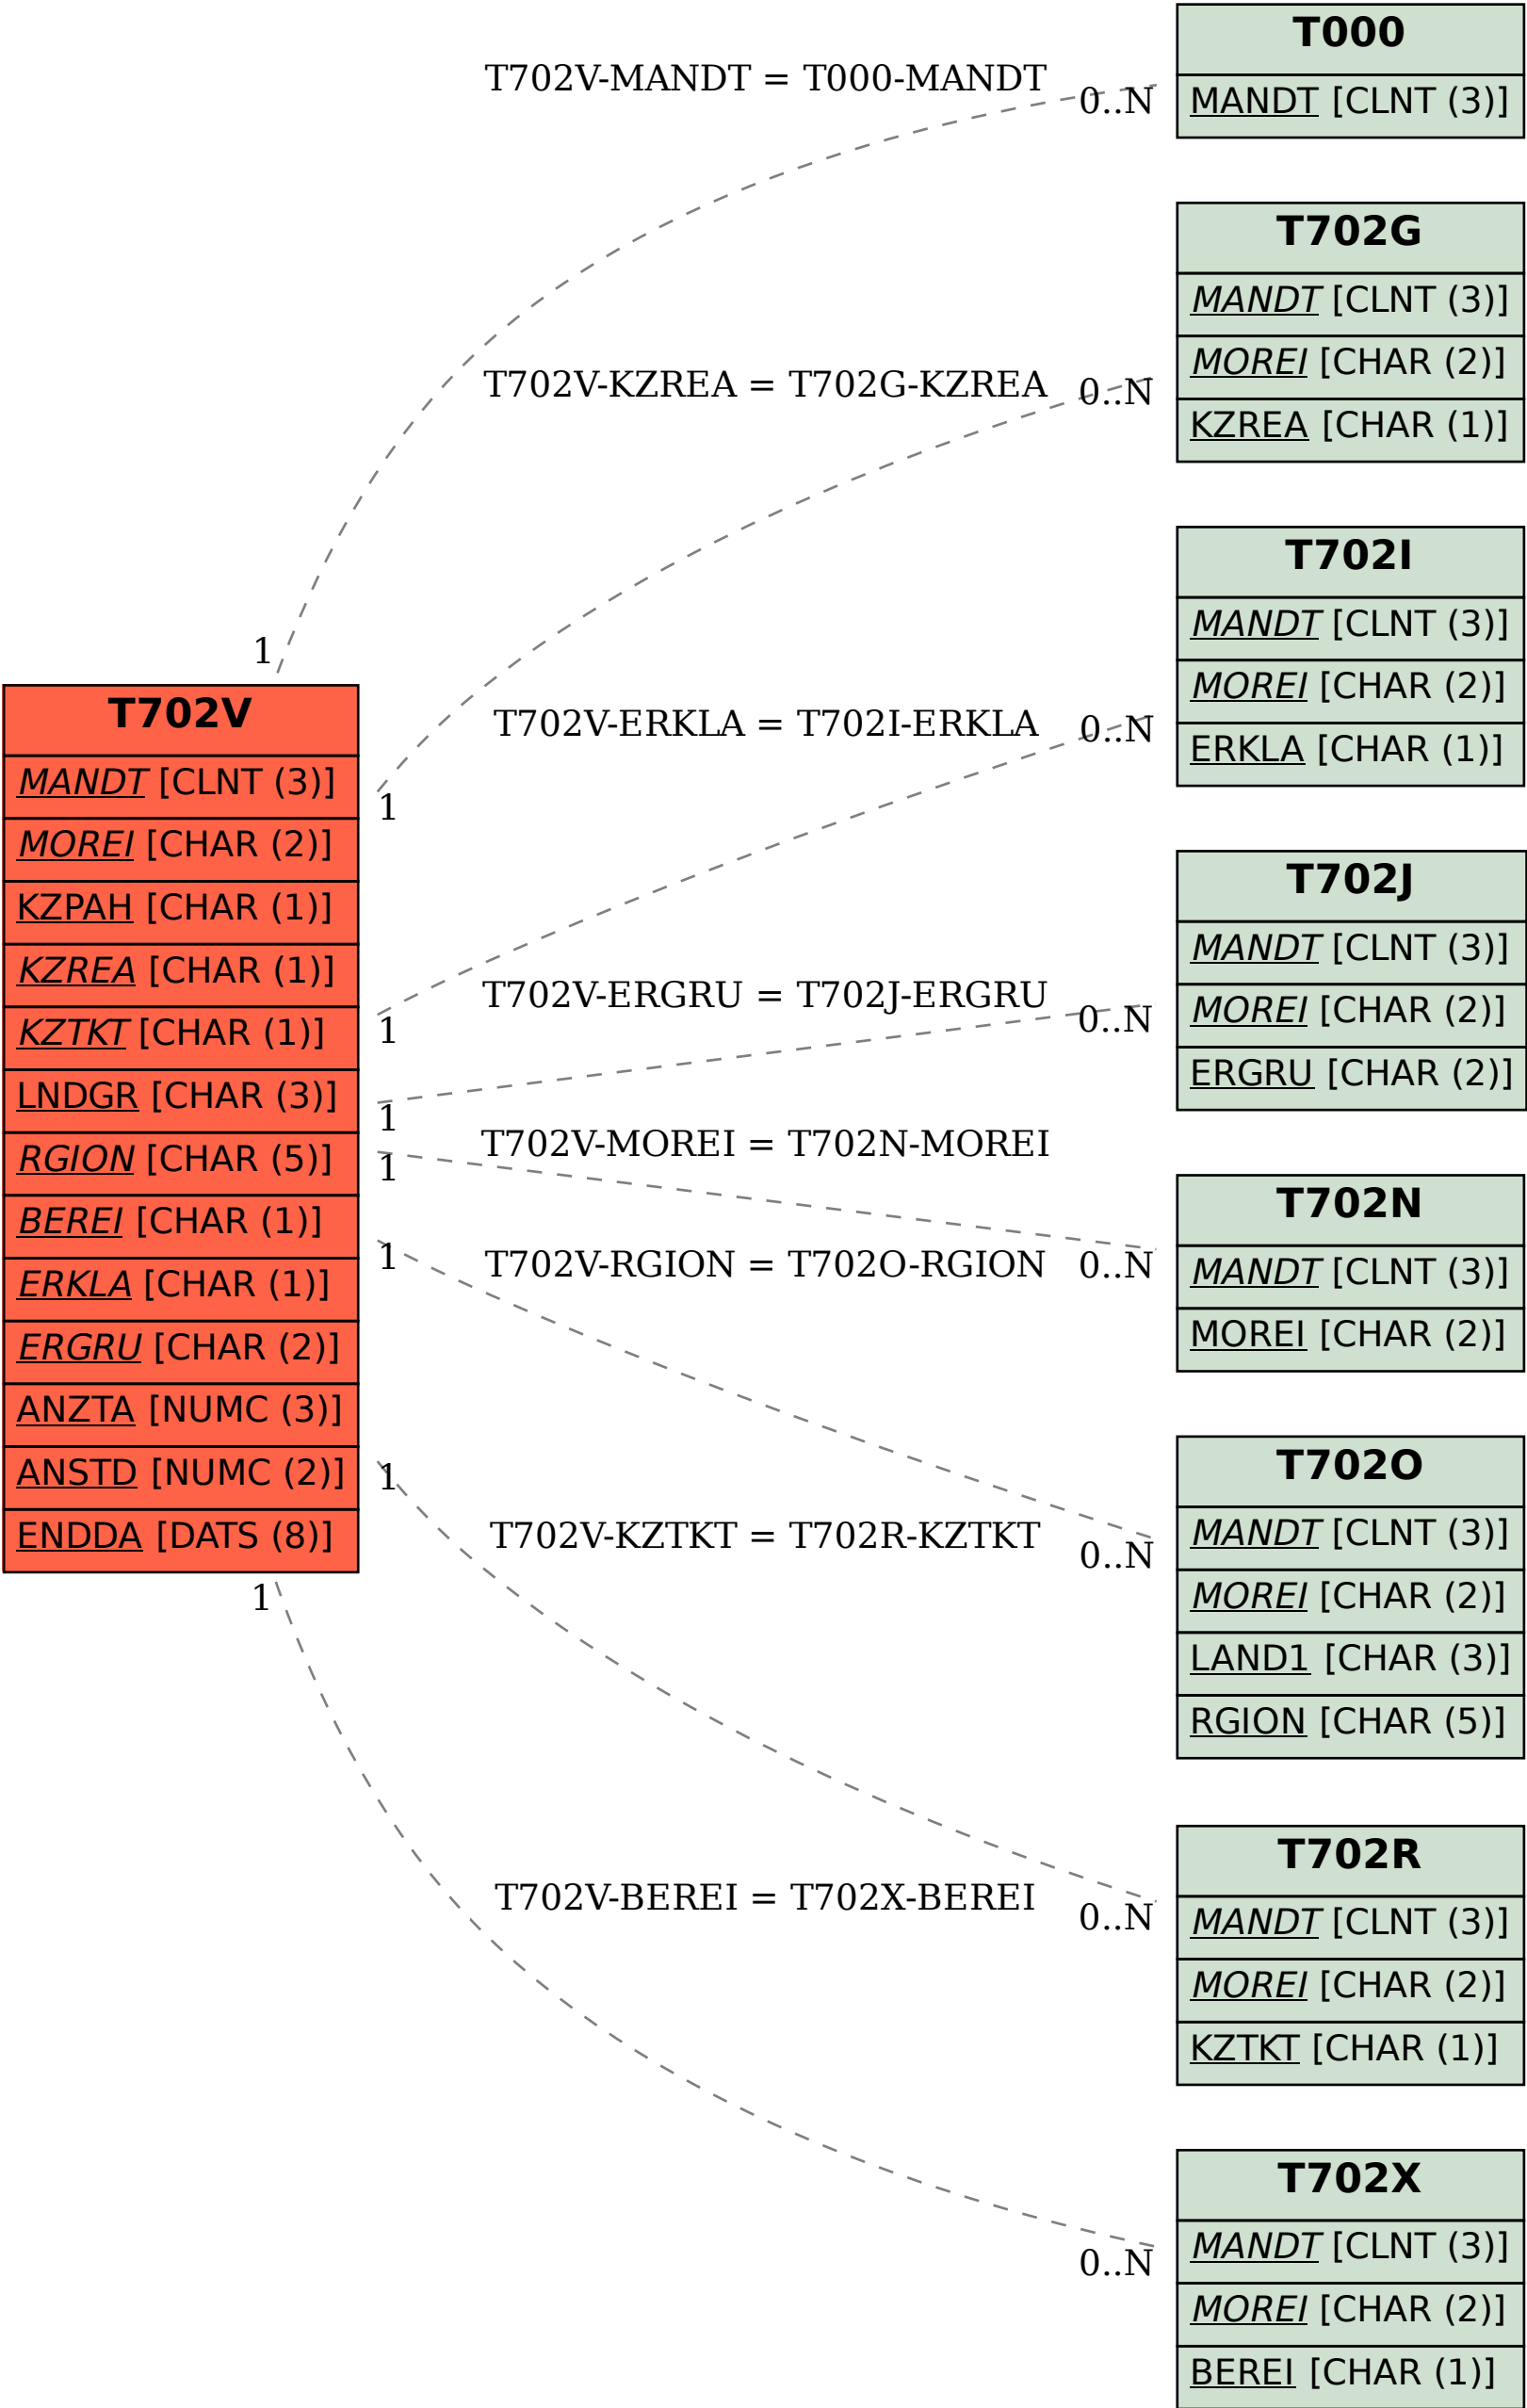 T702V
MANDT [CLNT (3)]
MOREI [CHAR (2)]
KZPAH [CHAR (1)]
KZREA [CHAR (1)]
KZTKT [CHAR (1)]
LNDGR [CHAR (3)]
RGION [CHAR (5)]
BEREI [CHAR (1)]
ERKLA [CHAR (1)]
ERGRU [CHAR (2)]
ANZTA [NUMC (3)]
ANSTD [NUMC (2)]
ENDDA [DATS (8)]
T702V-MANDT = T000-MANDT
0..N
1
T702V-KZREA = T702G-KZREA
0..N
1
T702V-ERKLA = T702I-ERKLA
0..N
1
T702V-ERGRU = T702J-ERGRU
0..N
1
T702V-MOREI = T702N-MOREI
1
0..N
T702V-RGION = T702O-RGION
1
0..N
T702V-KZTKT = T702R-KZTKT
1
0..N
T702V-BEREI = T702X-BEREI
1
0..N
T000
MANDT [CLNT (3)]
T702G
MANDT [CLNT (3)]
MOREI [CHAR (2)]
KZREA [CHAR (1)]
T702I
MANDT [CLNT (3)]
MOREI [CHAR (2)]
ERKLA [CHAR (1)]
T702J
MANDT [CLNT (3)]
MOREI [CHAR (2)]
ERGRU [CHAR (2)]
T702N
MANDT [CLNT (3)]
MOREI [CHAR (2)]
T702O
MANDT [CLNT (3)]
MOREI [CHAR (2)]
LAND1 [CHAR (3)]
RGION [CHAR (5)]
T702R
MANDT [CLNT (3)]
MOREI [CHAR (2)]
KZTKT [CHAR (1)]
T702X
MANDT [CLNT (3)]
MOREI [CHAR (2)]
BEREI [CHAR (1)]